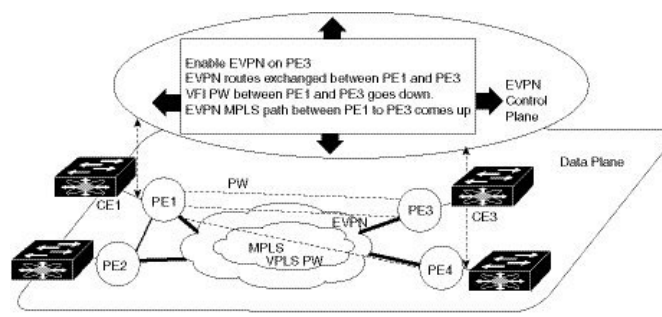 Enable EVPN on PE3
EVPN routes exchanged between PE1 and PE3
VFI PW between PE1 and PE3 goes down.
EVPN MPLS path between PE1 to PE3 comes up
EVPN
Control
Plane
Data Plane
CE1
PE1
PW
PE3
CE3
EVPN
MPLS
VPLS PW
PE2
PE4